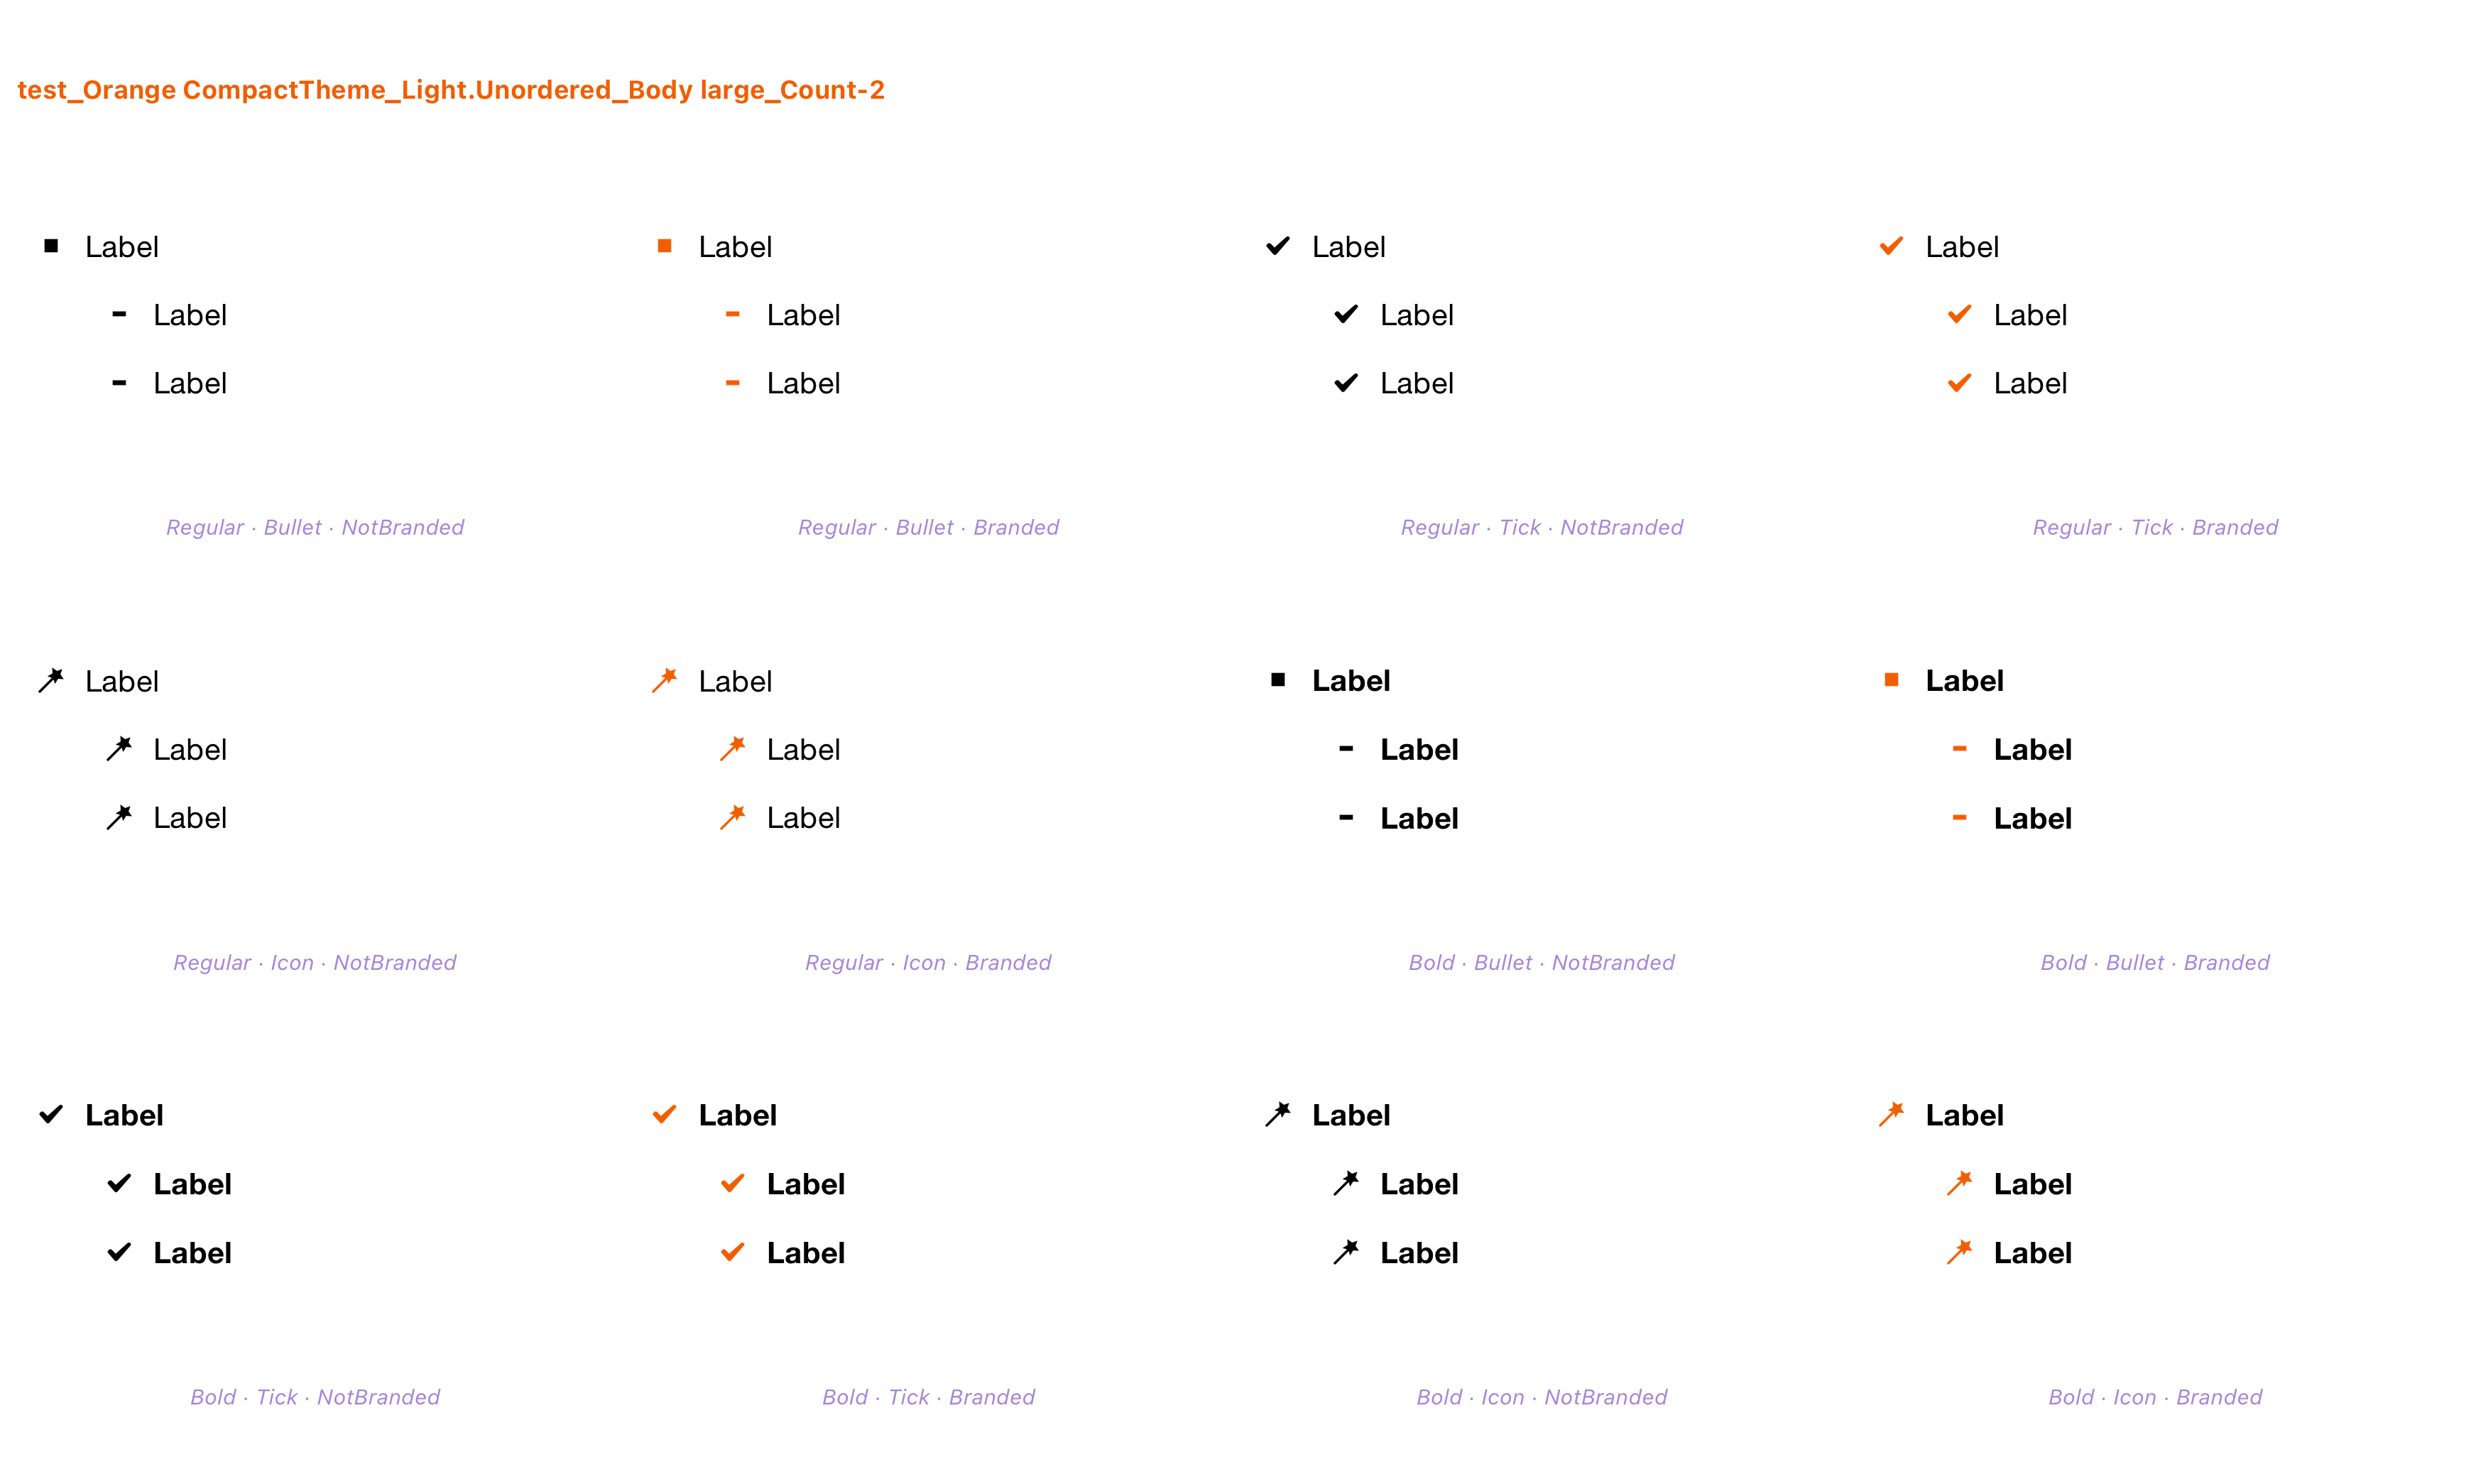 test_Orange CompactTheme_Light.Unordered_Body large_Count-2
Label
Label
Label
Regular · Bullet · NotBranded
Label
Label
Label
Regular · Bullet · Branded
Label
Label
Label
Regular · Tick · NotBranded
Label
Label
Label
Regular · Tick · Branded
Label
Label
Label
Regular · Icon · NotBranded
Label
Label
Label
Regular · Icon · Branded
Label
Label
Label
Bold · Bullet · NotBranded
Label
Label
Label
Bold · Bullet · Branded
Label
Label
Label
Bold · Tick · NotBranded
Label
Label
Label
Bold · Tick · Branded
Label
Label
Label
Bold · Icon · NotBranded
Label
Label
Label
Bold · Icon · Branded